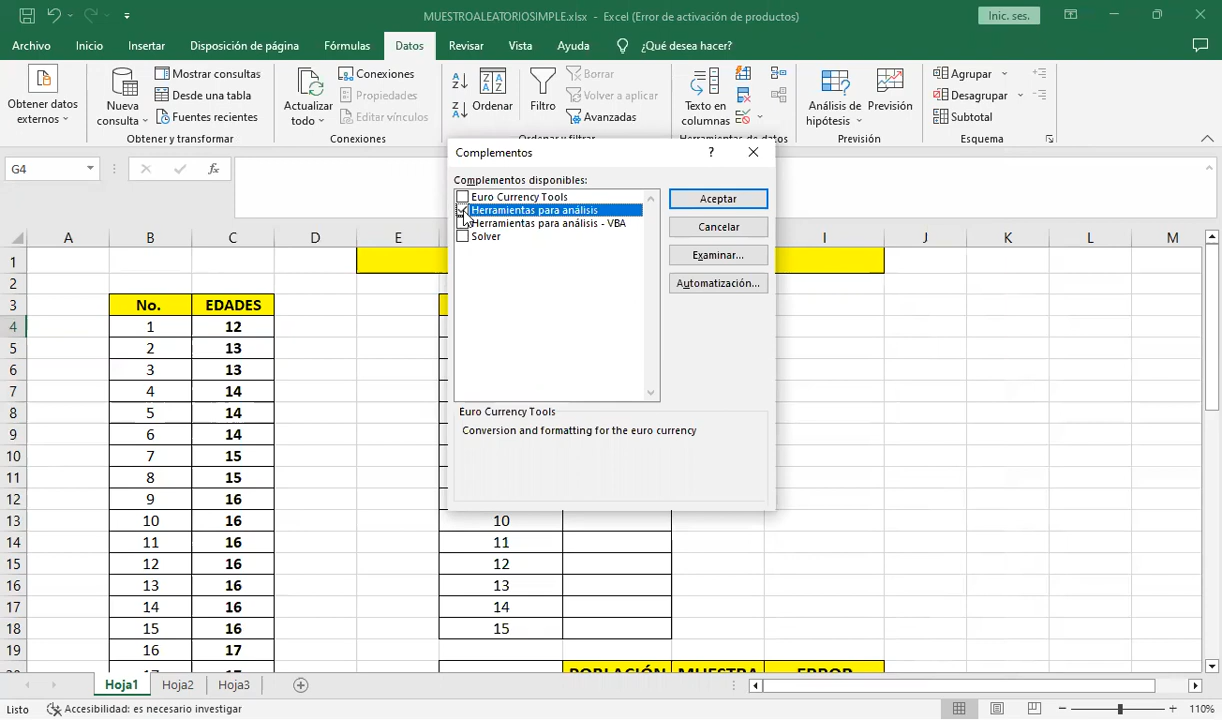 MUESTROALEATORIOSIMPLE.xlsx - Excel (Error de activación de productos)
Inic. ses.
Archivo Inicio Insertar Disposición de página Fórmulas Datos Revisar Vista Ayuda ¿Qué desea hacer?
Obtener datos externos
Nueva consulta
Mostrar consultas
Desde una tabla
Fuentes recientes
Obtener y transformar
Actualizar todo
Conexiones
Propiedades
Editar vínculos
Conexiones
Ordenar
Filtro
Borrar
Volver a aplicar
Avanzadas
Ordenar y filtrar
Texto en columnas
Herramientas de datos
Análisis de hipótesis
Previsión
Previsión
Agrupar
Desagrupar
Subtotal
Esquema
G4
fx
Complementos
?
Complementos disponibles:
Euro Currency Tools
Herramientas para análisis
Herramientas para análisis - VBA
Solver
Aceptar
Cancelar
Examinar...
Automatización...
Euro Currency Tools
Conversion and formatting for the euro currency
A B C D E I J K L M
1
2
3 No. EDADES
4 1 12
5 2 13
6 3 13
7 4 14
8 5 14
9 6 14
10 7 15
11 8 15
12 9 16
13 10 16 10
14 11 16 11
15 12 16 12
16 13 16 13
17 14 16 14
18 15 16 15
19 16 17
20 17 17 POBLACIÓN MUESTRA ERROR
Hoja1 Hoja2 Hoja3
Listo Accesibilidad: es necesario investigar 110%